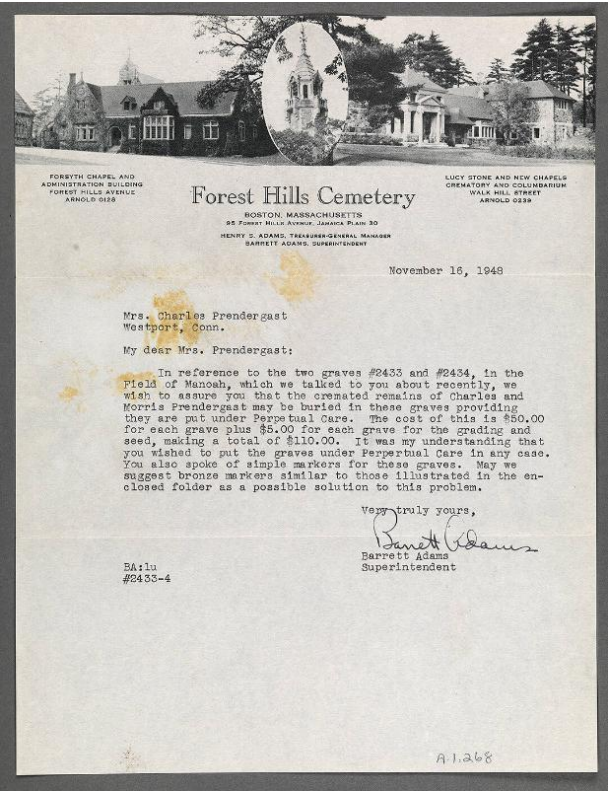 FORSYTH CHAPEL AND
ADMINISTRATION BUILDING
FOREST HILLS AVENUE
ARNOLD 0128
LUCY STONE AND NEW CHAPELS
CREMATORY AND COLUMBARIUM
WALK HILL STREET
ARNOLD 0239
Forest Hills Cemetery
BOSTON, MASSACHUSETTS
95 FOREST HILLS AVENUE, JAMAICA PLAIN 30
HENRY S. ADAMS, TREASURER-GENERAL MANAGER
BARRETT ADAMS, SUPERINTENDENT
November 16, 1948
Mrs. Charles Prendergast
Westport, Conn.
My dear Mrs. Prendergast:
In reference to the two graves #2433 and #2434, in the
Field of Manoah, which we talked to you about recently, we
wish to assure you that the cremated remains of Charles and
Morris Prendergast may be buried in these graves providing
they are put under Perpetual Care. The cost of this is $50.00
for each grave plus $5.00 for each grave for the grading and
seed, making a total of $110.00. It was my understanding that
you wished to put the graves under Perpertual Care in any case.
You also spoke of simple markers for these graves. May we
suggest bronze markers similar to those illustrated in the en-
closed folder as a possible solution to this problem.
Very truly yours,
Barrett Adams
Barrett Adams
Superintendent
BA:lu
#2433-4
A.1.268